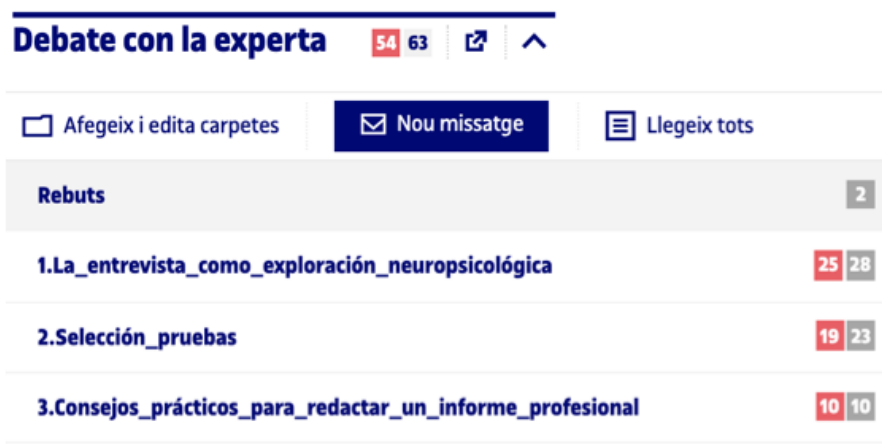 Debate con la experta 54 63
Afegeix i edita carpetes Nou missatge Llegeix tots
Rebuts 2
1.La_entrevista_como_exploración_neuropsicológica 25 28
2.Selección_pruebas 19 23
3.Consejos_prácticos_para_redactar_un_informe_profesional 10 10